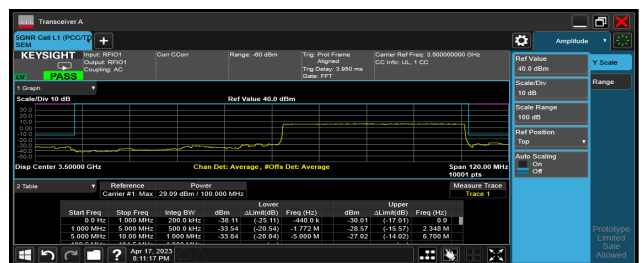 Transceiver A
5GNR Cell L1 (PCC/TD
SEM
Amplitude
KEYSIGHT
PASS
Input: RFIO1
Output: RFIO1
Coupling: AC
Corr CCorr
Range: -60 dBm
Trig: Prot Frame
Aligned
Trig Delay: 3.950 ms
Gate: FFT
Carrier Ref Freq: 3.500000000 GHz
CC Info: UL, 1 CC
Ref Value
40.0 dBm
Y Scale
Scale/Div
10 dB
Range
Scale Range
100 dB
Ref Position
Top
Auto Scaling
On
Off
1 Graph
Scale/Div 10 dB
Ref Value 40.0 dBm
30.0
20.0
10.0
0.00
-10.0
-20.0
-30.0
-40.0
-50.0
Disp Center 3.50000 GHz
Chan Det: Average , #Offs Det: Average
Span 120.00 MHz
10001 pts
2 Table
Reference
Power
Carrier #1: Max
29.09 dBm / 100.000 MHz
Measure Trace
Trace 1
Lower
Upper
Start Freq Stop Freq Integ BW dBm ΔLimit(dB) Freq (Hz) dBm ΔLimit(dB) Freq (Hz)
0.0 Hz 1.000 MHz 200.0 kHz -38.11 (-25.11) -448.0 k -30.01 (-17.01) 0.0
1.000 MHz 5.000 MHz 500.0 kHz -33.54 (-20.54) -1.772 M -28.57 (-15.57) 2.348 M
5.000 MHz 10.00 MHz 1.000 MHz -33.84 (-20.84) -5.000 M -27.02 (-14.02) 6.700 M
Prototype
Limited
Sale
Allowed
Apr 17, 2023
8:11:17 PM